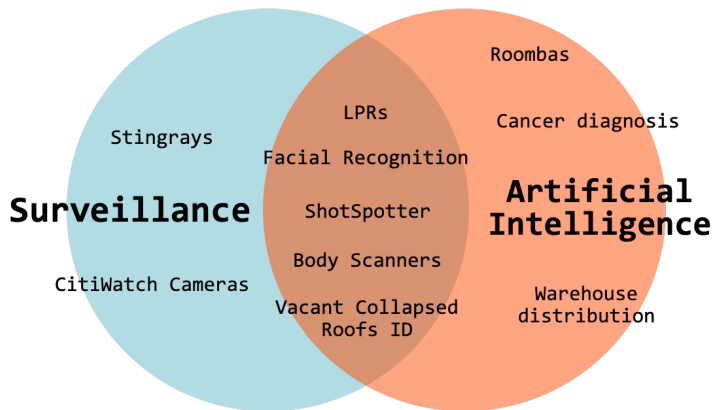 Roombas
LPRs
Cancer diagnosis
Stingrays
Facial Recognition
Surveillance
ShotSpotter
Artificial
Intelligence
Body Scanners
CitiWatch Cameras
Vacant Collapsed
Roofs ID
Warehouse
distribution